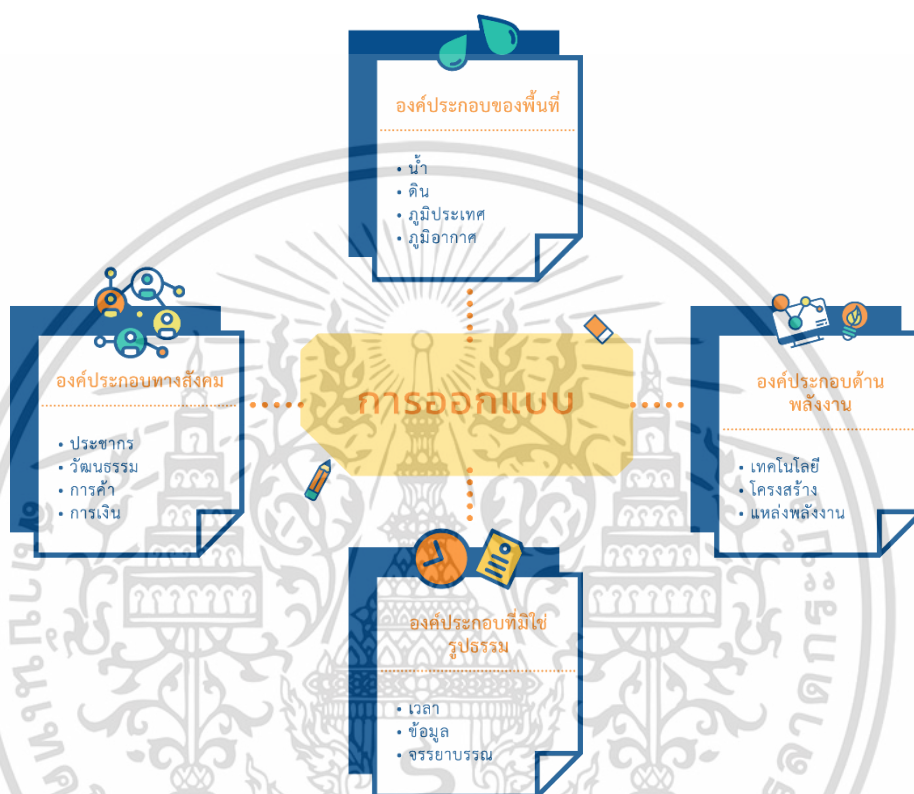 องค์ประกอบของพื้นที่
• น้ำ
• ดิน
• ภูมิประเทศ
• ภูมิอากาศ
องค์ประกอบทางสังคม
• ประชากร
• วัฒนธรรม
• การค้า
• การเงิน
การออกแบบ
องค์ประกอบด้าน
พลังงาน
• เทคโนโลยี
• โครงสร้าง
• แหล่งพลังงาน
องค์ประกอบที่มิใช่
รูปธรรม
• เวลา
• ข้อมูล
• จรรยาบรรณ